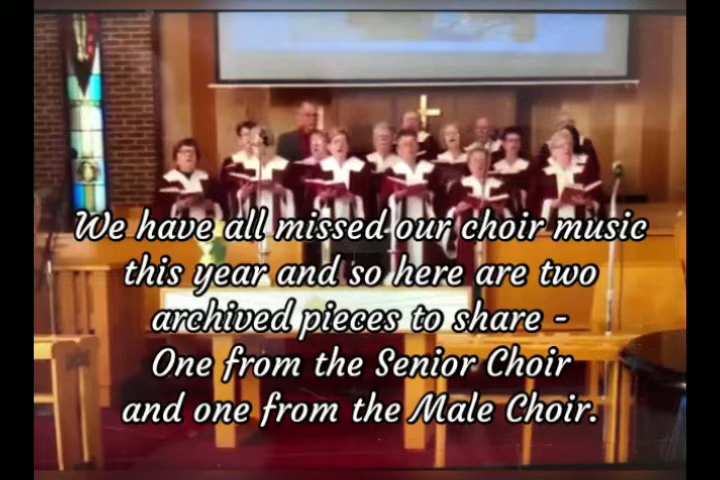 We have all missed our choir music
this year and so here are two
archived pieces to share -
One from the Senior Choir
and one from the Male Choir.